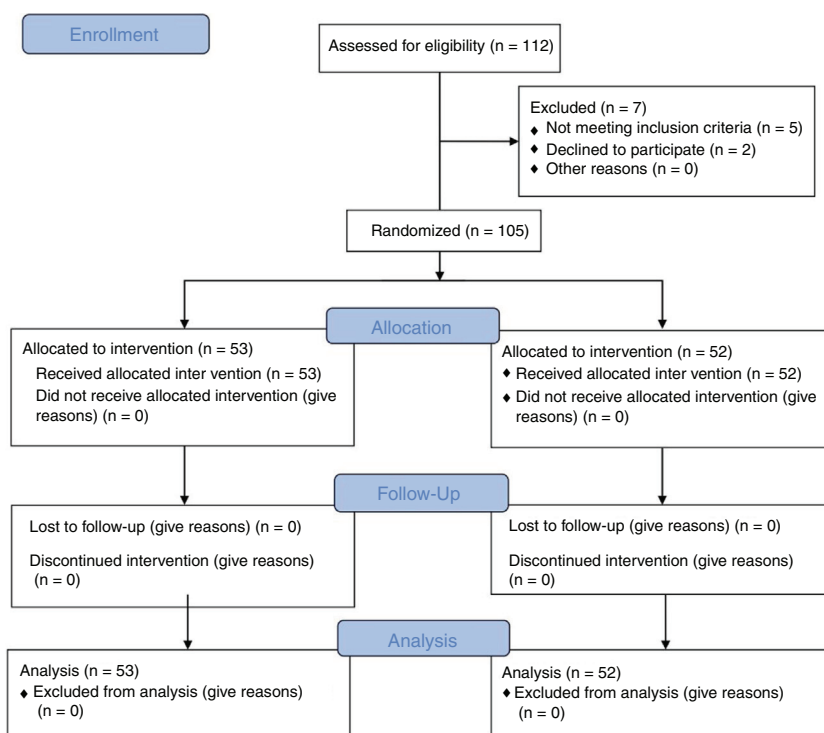 Enrollment
Assessed for eligibility (n = 112)
Excluded (n = 7)
♦ Not meeting inclusion criteria (n = 5)
♦ Declined to participate (n = 2)
♦ Other reasons (n = 0)
Randomized (n = 105)
Allocation
Allocated to intervention (n = 53)
Received allocated inter vention (n = 53)
Did not receive allocated intervention (give
reasons) (n = 0)
Allocated to intervention (n = 52)
♦ Received allocated inter vention (n = 52)
♦ Did not receive allocated intervention (give
reasons) (n = 0)
Follow-Up
Lost to follow-up (give reasons) (n = 0)
Discontinued intervention (give reasons)
(n = 0)
Lost to follow-up (give reasons) (n = 0)
Discontinued intervention (give reasons)
(n = 0)
Analysis
Analysis (n = 53)
♦ Excluded from analysis (give reasons)
(n = 0)
Analysis (n = 52)
♦ Excluded from analysis (give reasons)
(n = 0)